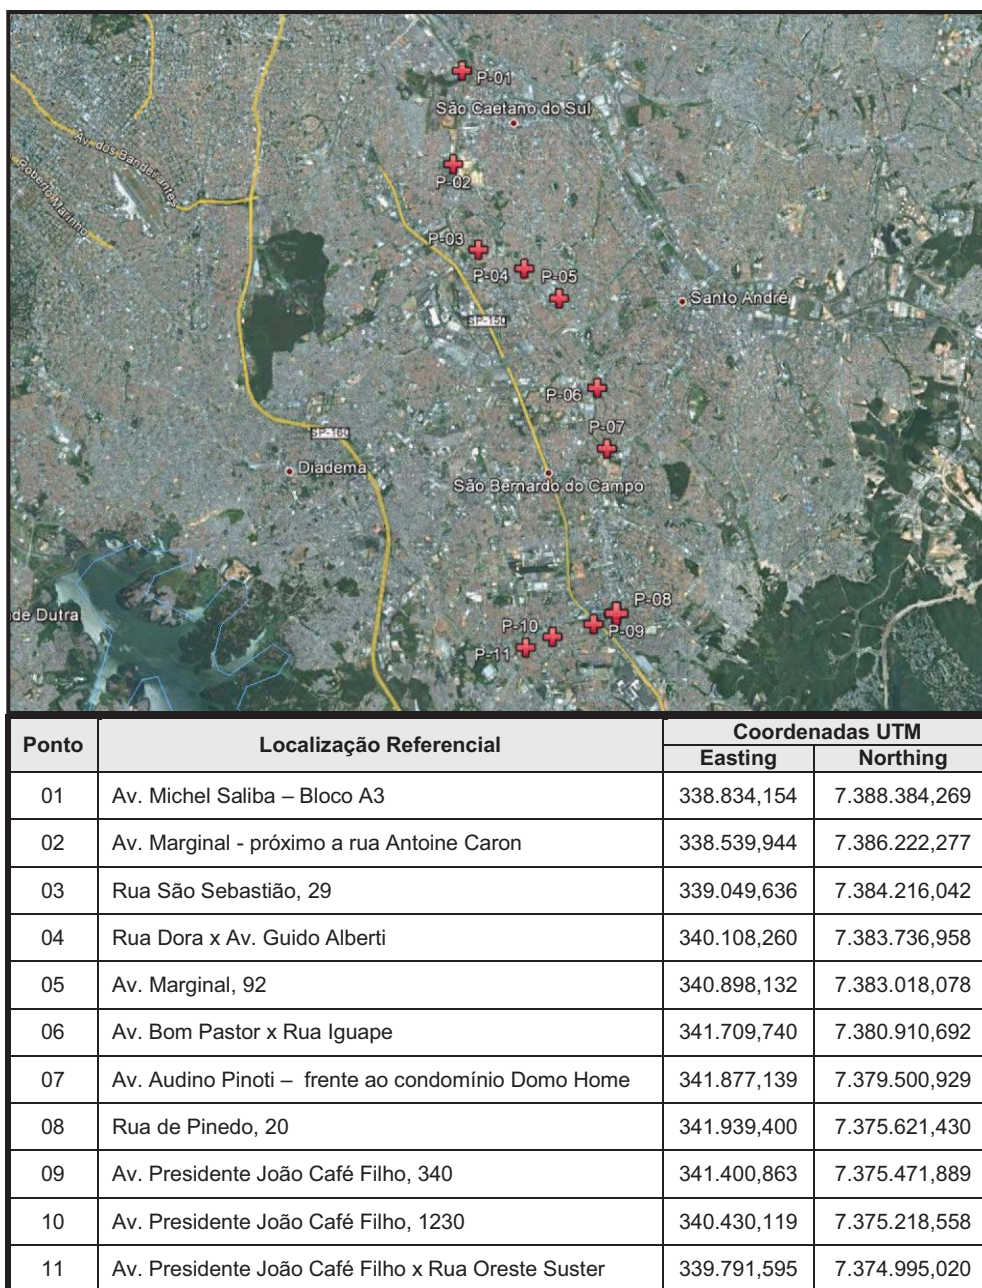 P-01
São Caetano do Sul
Av. dos Bandeirantes
Roberto Marinho
P-02
P-03
P-04
P-05
Santo André
SP-150
P-06
P-07
SP-160
Diadema
São Bernardo do Campo
de Dutra
P-08
P-10
P-09
P-11
Ponto Localização Referencial Coordenadas UTM
Easting Northing
01 Av. Michel Saliba – Bloco A3 338.834,154 7.388.384,269
02 Av. Marginal - próximo a rua Antoine Caron 338.539,944 7.386.222,277
03 Rua São Sebastião, 29 339.049,636 7.384.216,042
04 Rua Dora x Av. Guido Alberti 340.108,260 7.383.736,958
05 Av. Marginal, 92 340.898,132 7.383.018,078
06 Av. Bom Pastor x Rua Iguape 341.709,740 7.380.910,692
07 Av. Audino Pinoti – frente ao condomínio Domo Home 341.877,139 7.379.500,929
08 Rua de Pinedo, 20 341.939,400 7.375.621,430
09 Av. Presidente João Café Filho, 340 341.400,863 7.375.471,889
10 Av. Presidente João Café Filho, 1230 340.430,119 7.375.218,558
11 Av. Presidente João Café Filho x Rua Oreste Suster 339.791,595 7.374.995,020